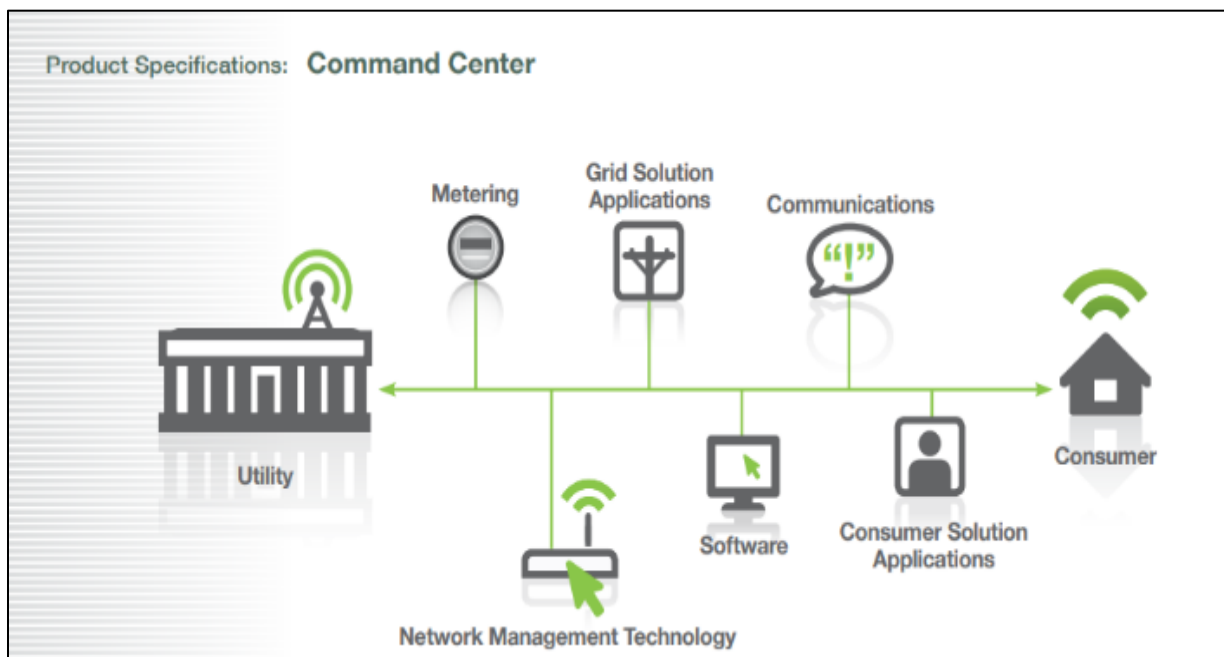 Product Specifications: Command Center
Grid Solution
Applications
Metering
Communications
“!”
Utility
Consumer
Software
Consumer Solution
Applications
Network Management Technology